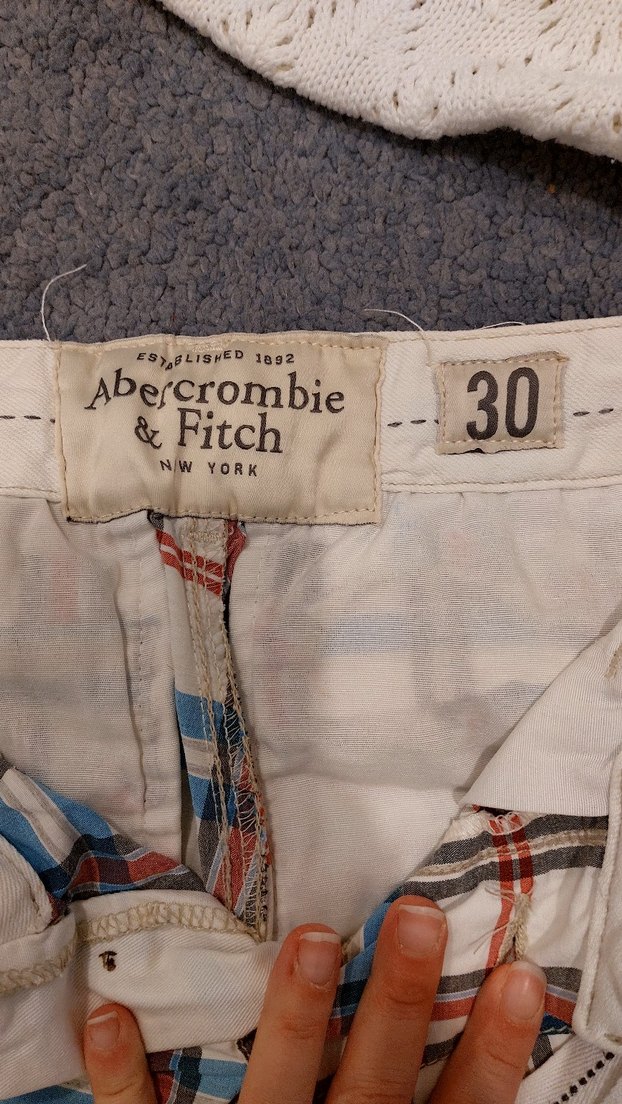 ESTABLISHED 1892
Abercrombie
& Fitch
NEW YORK
30